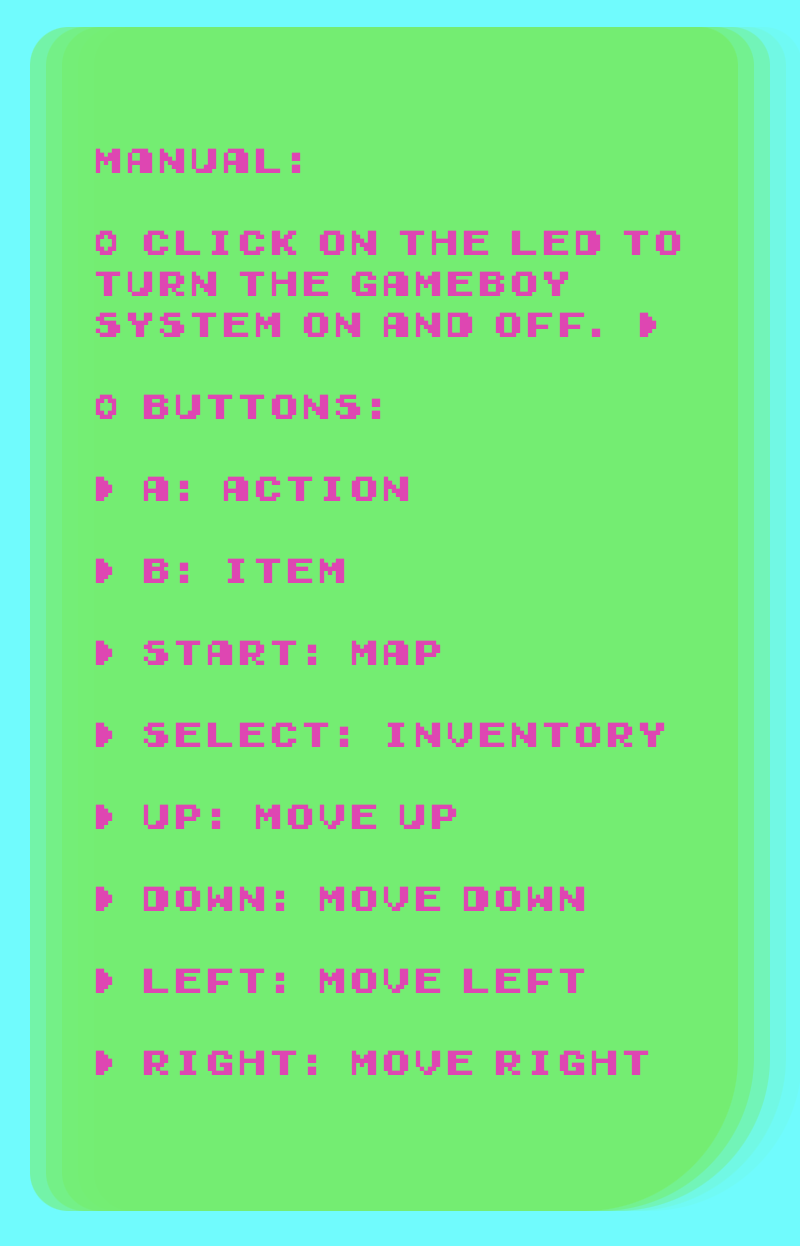 MANUAL:
O CLICK ON THE LED TO
TURN THE GAMEBOY
SYSTEM ON AND OFF. ▶
O BUTTONS:
▶ A: ACTION
▶ B: ITEM
▶ START: MAP
▶ SELECT: INVENTORY
▶ UP: MOVE UP
▶ DOWN: MOVE DOWN
▶ LEFT: MOVE LEFT
▶ RIGHT: MOVE RIGHT